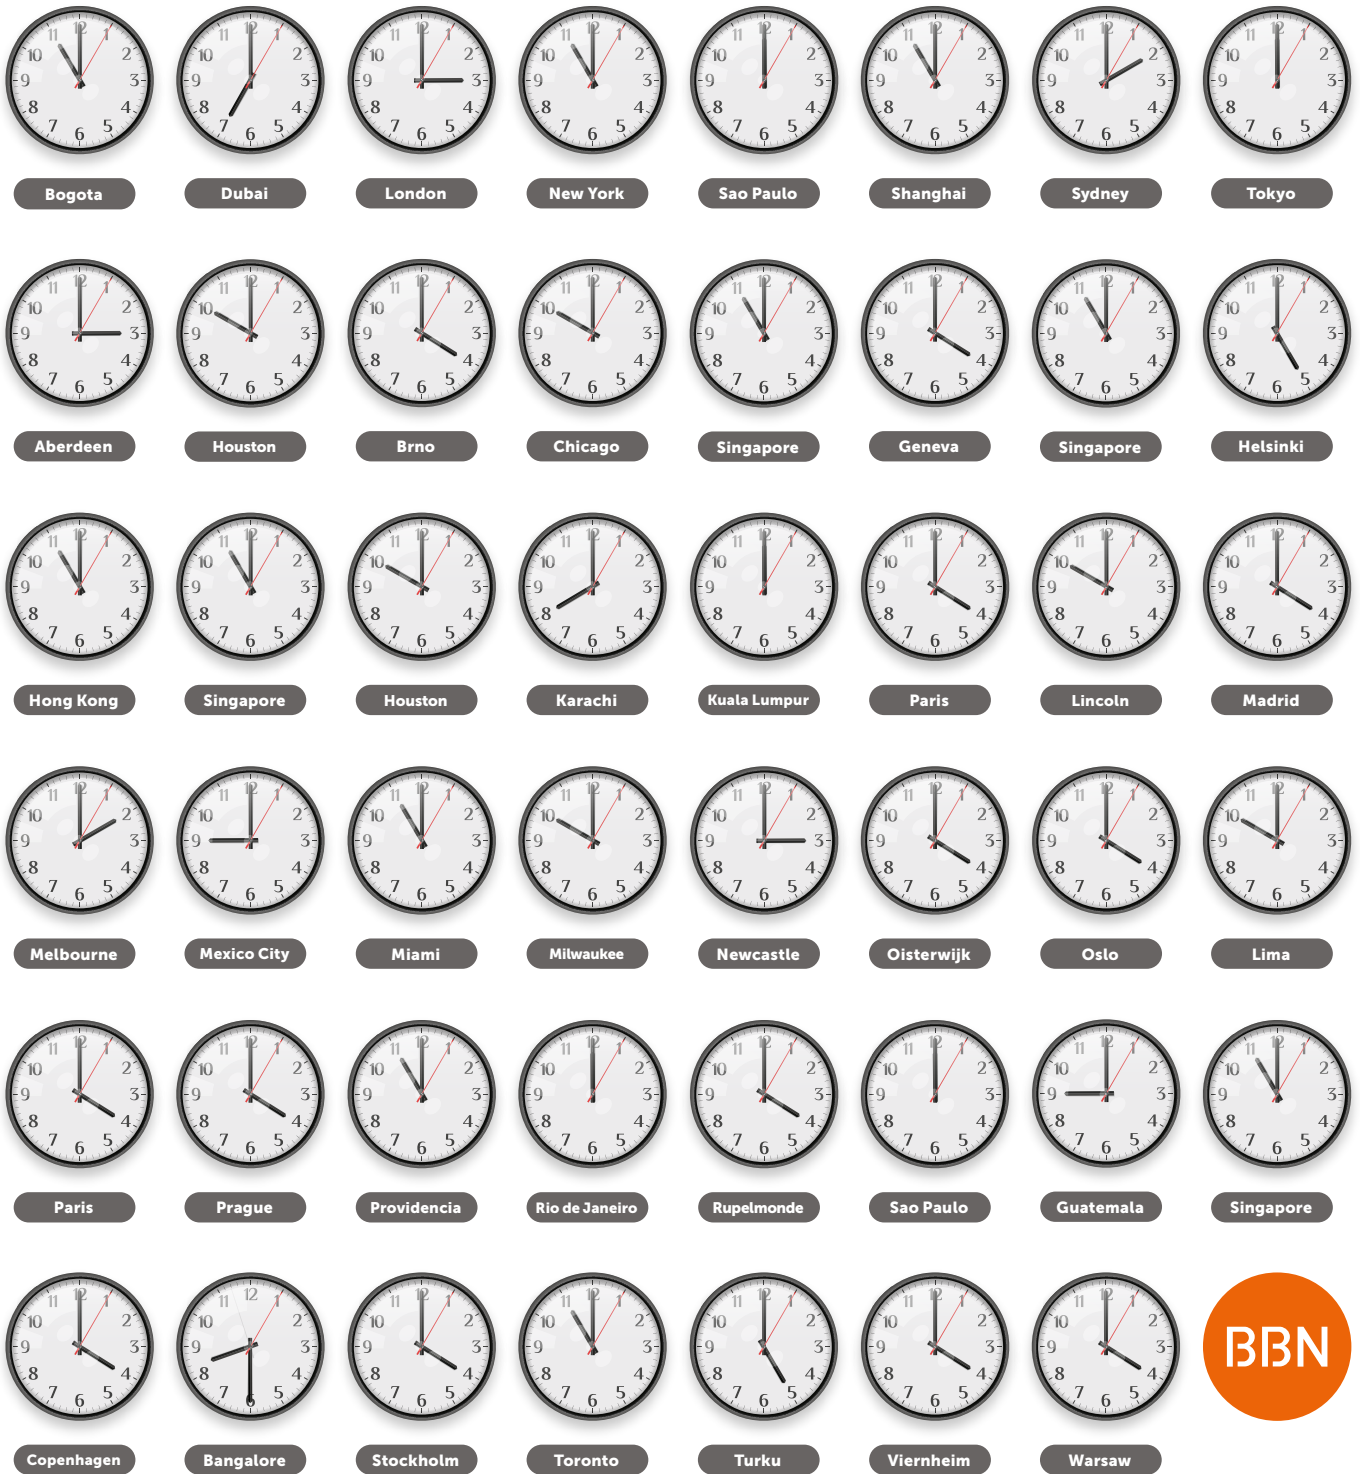 Bogota
Dubai
London
New York
Sao Paulo
Shanghai
Sydney
Tokyo
Aberdeen
Houston
Brno
Chicago
Singapore
Geneva
Singapore
Helsinki
Hong Kong
Singapore
Houston
Karachi
Kuala Lumpur
Paris
Lincoln
Madrid
Melbourne
Mexico City
Miami
Milwaukee
Newcastle
Oisterwijk
Oslo
Lima
Paris
Prague
Providencia
Rio de Janeiro
Rupelmonde
Sao Paulo
Guatemala
Singapore
BBN
Copenhagen
Bangalore
Stockholm
Toronto
Turku
Viernheim
Warsaw